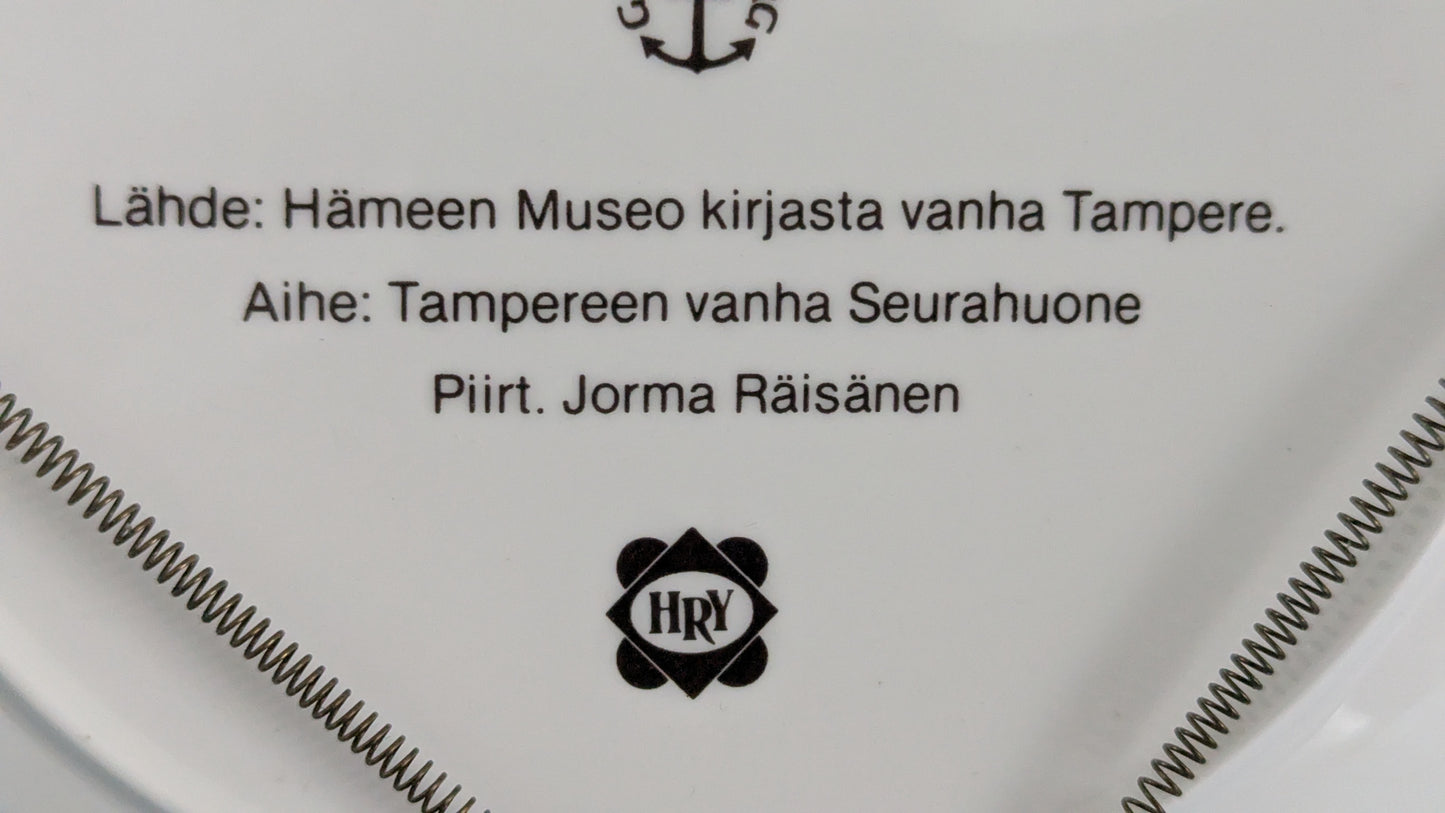 G G
Lähde: Hämeen Museo kirjasta vanha Tampere.
Aihe: Tampereen vanha Seurahuone
Piirt. Jorma Räisänen
HRY